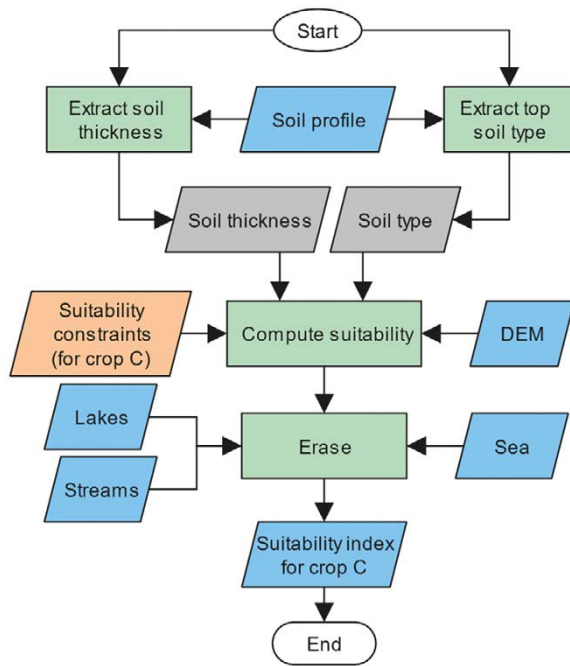 Start
Extract soil
thickness
Soil profile
Extract top
soil type
Soil thickness
Soil type
Suitability
constraints
(for crop C)
Compute suitability
DEM
Lakes
Streams
Erase
Sea
Suitability index
for crop C
End